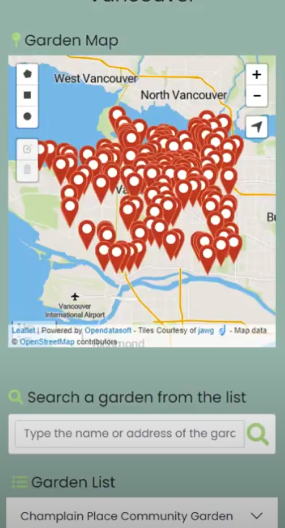 Garden Map
West Vancouver
North Vancouver
+
−
Va
Vancouver
International Airport
Leaflet | Powered by Opendatasoft - Tiles Courtesy of jawg - Map data
© OpenStreetMap contributors
Search a garden from the list
Type the name or address of the garc
Garden List
Champlain Place Community Garden